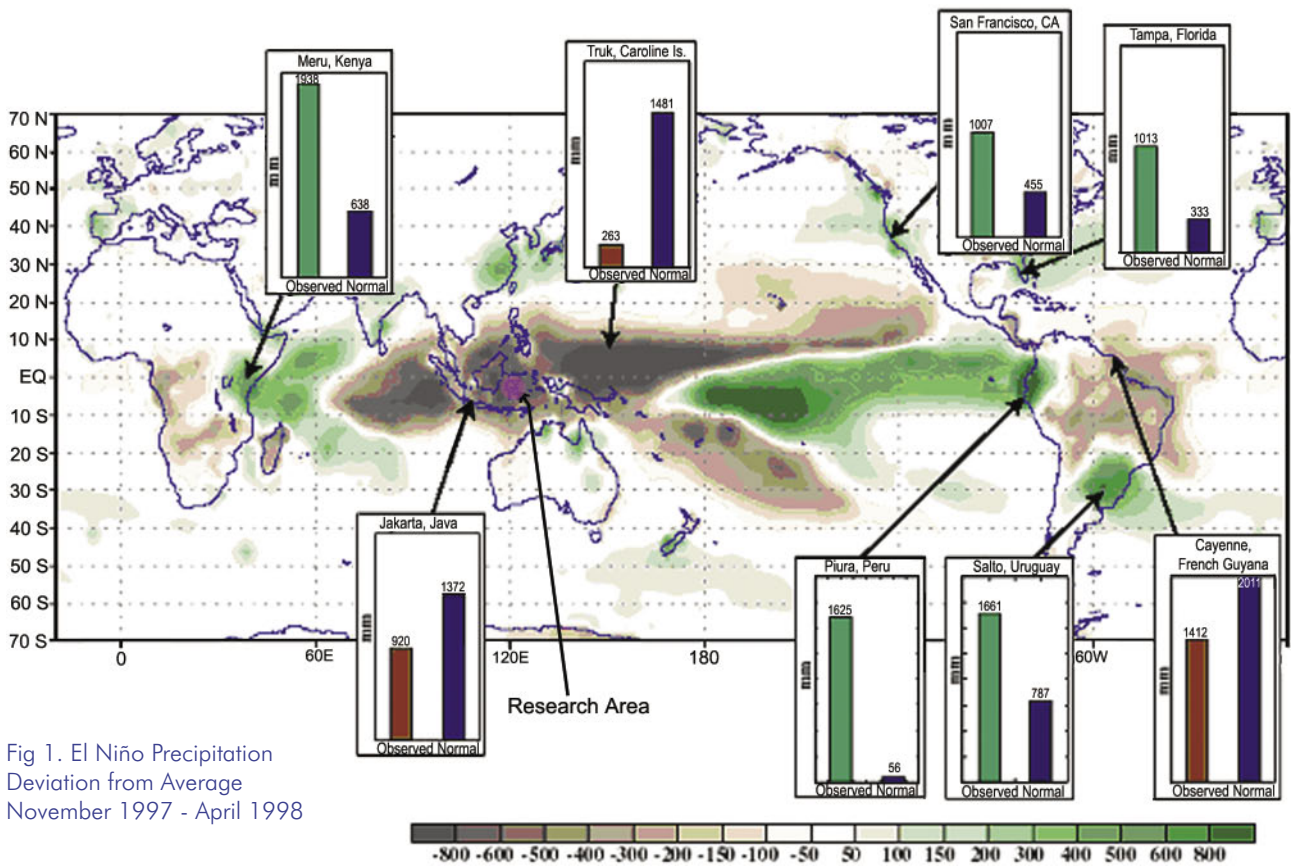 San Francisco, CA
mm
1007
455
Observed Normal
Tampa, Florida
mm
1013
333
Observed Normal
Meru, Kenya
mm
1938
638
Observed Normal
Truk, Caroline Is.
mm
263
1481
Observed Normal
70 N
60 N
50 N
40 N
30 N
20 N
10 N
EQ
10 S
20 S
30 S
40 S
50 S
60 S
70 S
0
60E
120E
180
60W
Jakarta, Java
mm
920
1372
Observed Normal
Research Area
Piura, Peru
mm
1625
56
Observed Normal
Salto, Uruguay
mm
1661
787
Observed Normal
Cayenne,
French Guyana
mm
1412
2011
Observed Normal
Fig 1. El Niño Precipitation
Deviation from Average
November 1997 - April 1998
-800 -600 -500 -400 -300 -200 -150 -100 -50 50 100 150 200 300 400 500 600 800